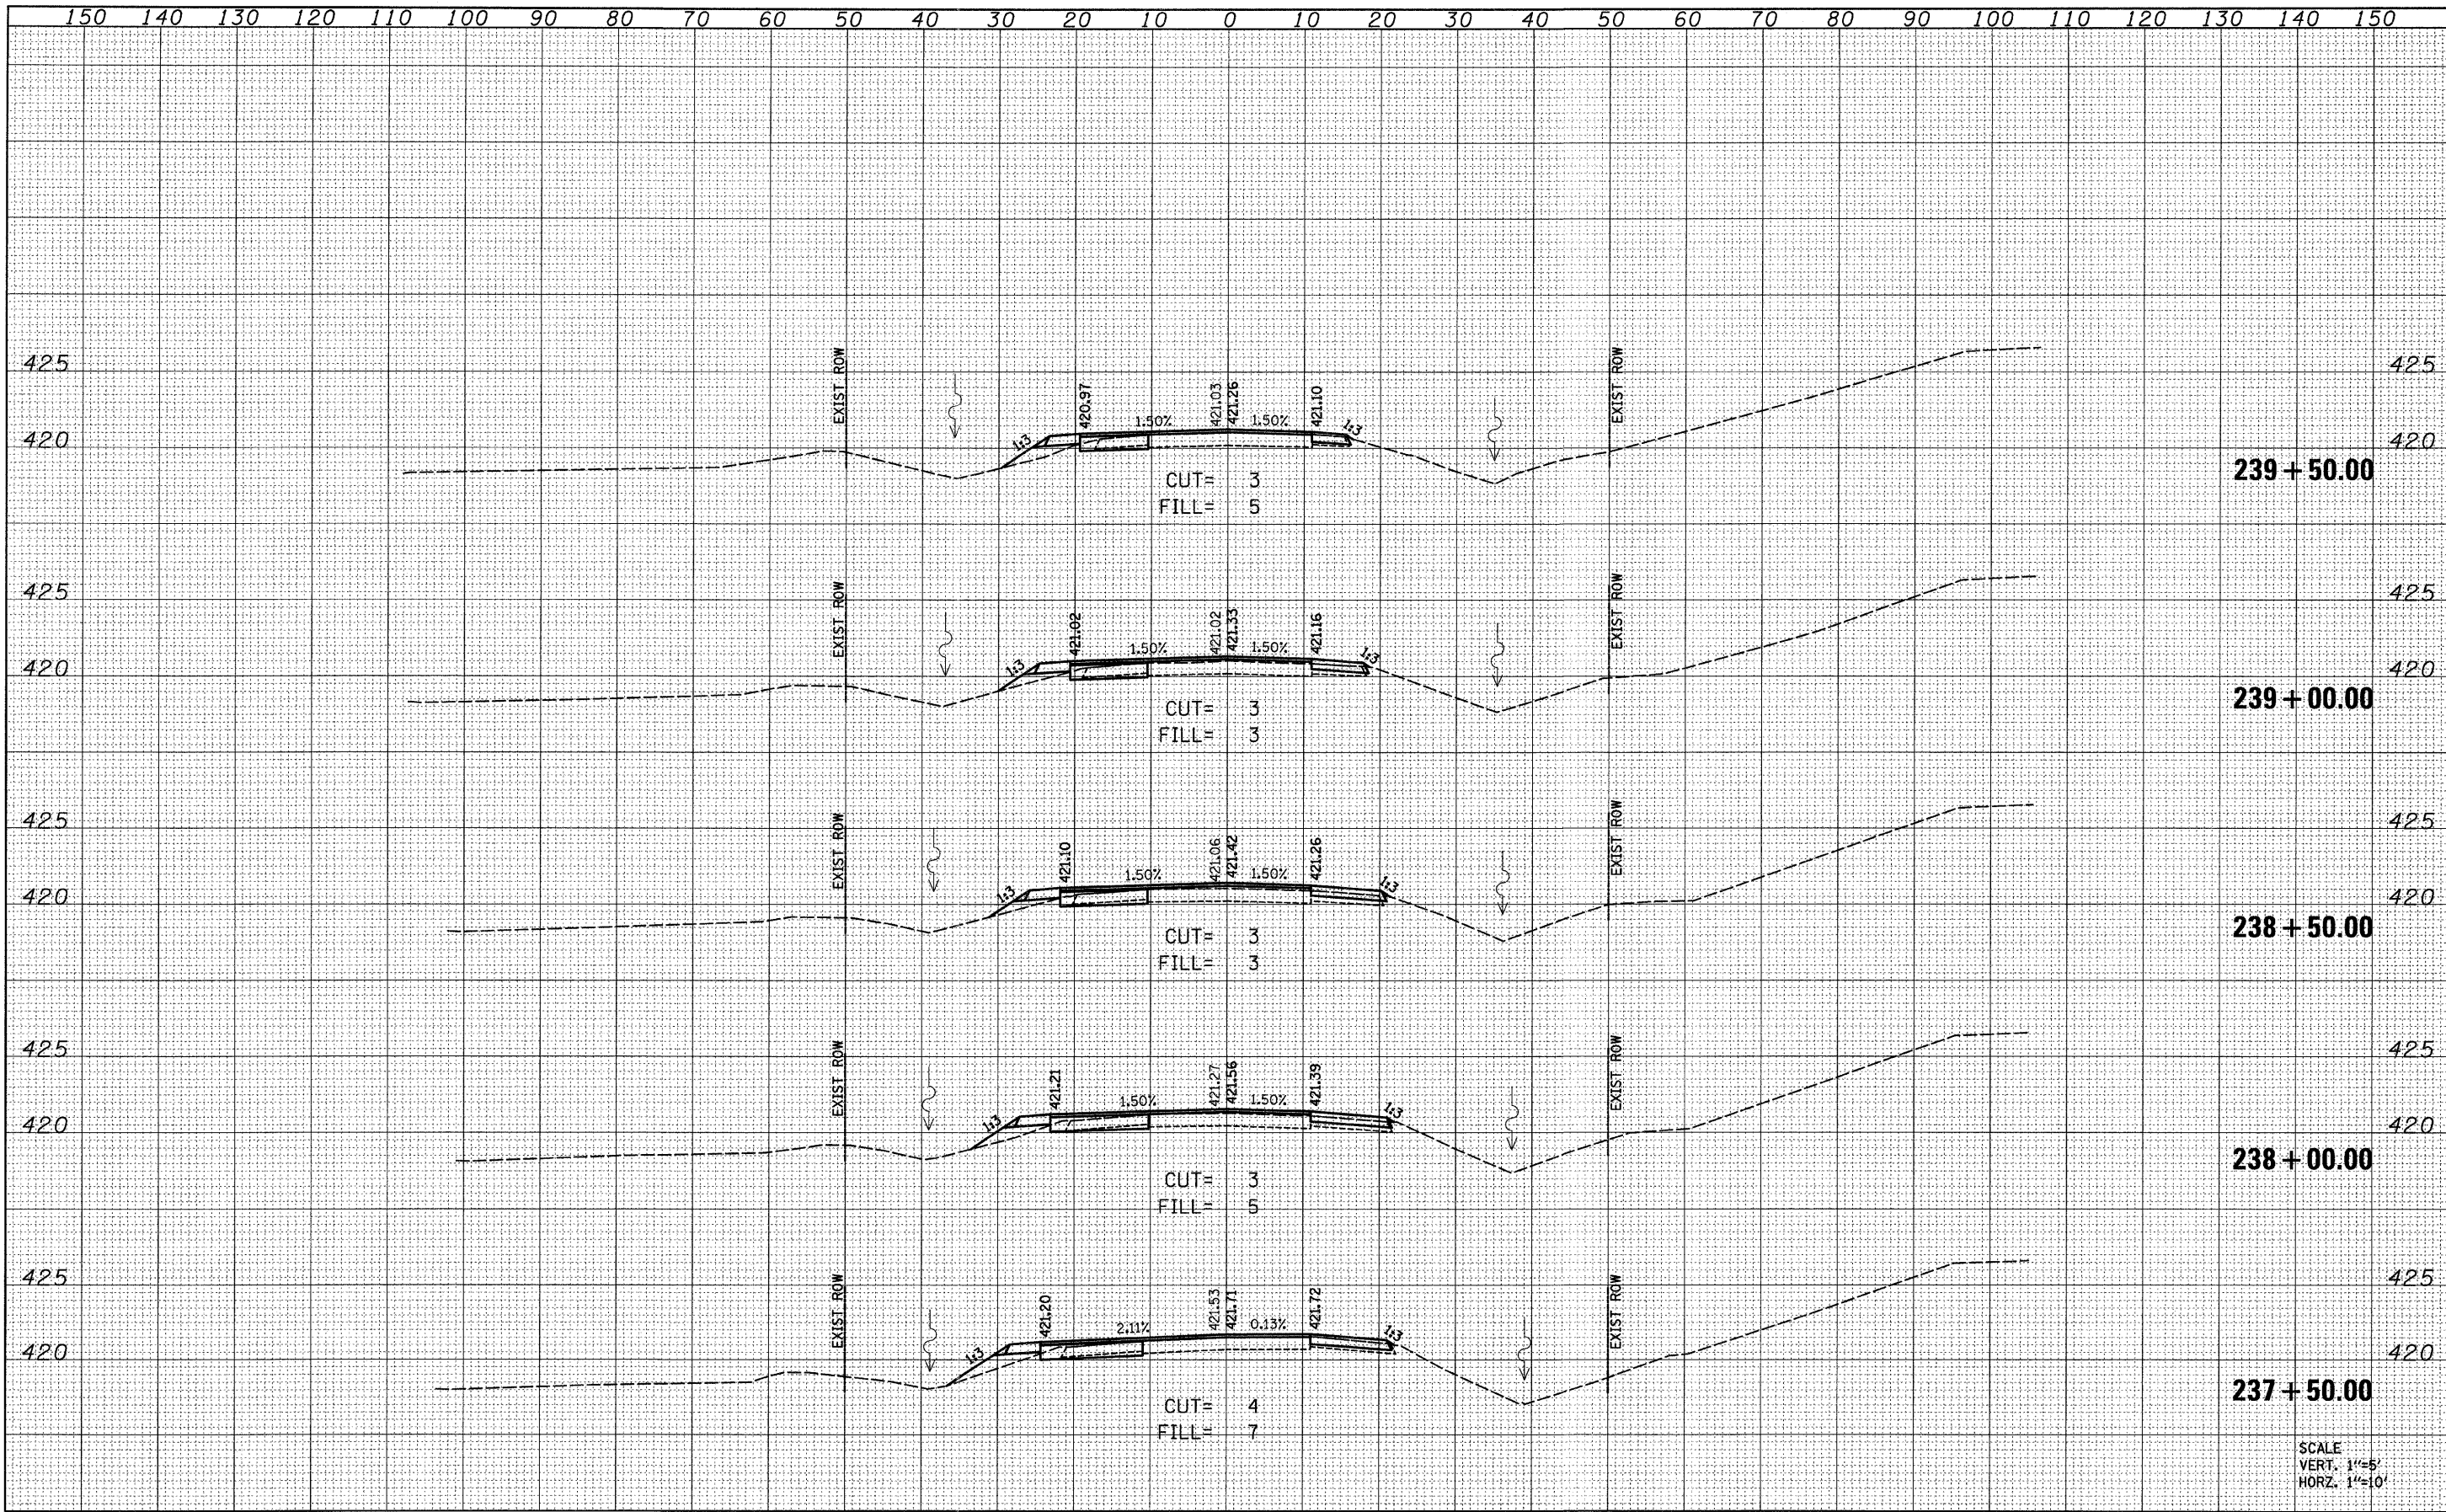 150 140 130 120 110 100 90 80 70 60 50 40 30 20 10 0 10 20 30 40 50 60 70 80 90 100 110 120 130 140 150
425 425
EXIST ROW EXIST ROW
420.97 421.03 421.26 421.10
1:3 1.50% 1.50% 1:3
420 420
239+50.00
CUT= 3
FILL= 5
425 425
EXIST ROW EXIST ROW
421.02 421.02 421.33 421.16
1:3 1.50% 1.50% 1:3
420 420
239+00.00
CUT= 3
FILL= 3
425 425
EXIST ROW EXIST ROW
421.10 421.06 421.42 421.26
1:3 1.50% 1.50% 1:3
420 420
238+50.00
CUT= 3
FILL= 3
425 425
EXIST ROW EXIST ROW
421.21 421.27 421.56 421.39
1:3 1.50% 1.50% 1:3
420 420
238+00.00
CUT= 3
FILL= 5
425 425
EXIST ROW EXIST ROW
421.20 421.53 421.71 421.72
1:3 2.11% 0.13% 1:3
420 420
237+50.00
CUT= 4
FILL= 7
SCALE
VERT. 1"=5'
HORZ. 1"=10'